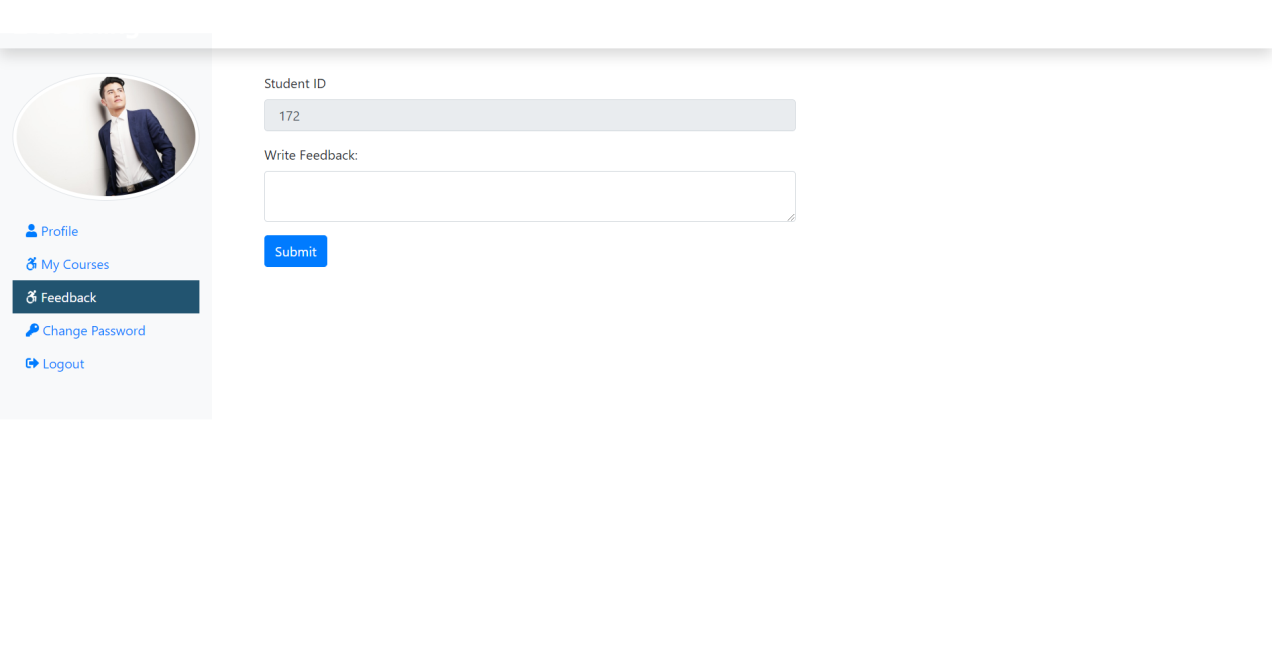 Student ID
172
Write Feedback:
Submit
Profile
My Courses
Feedback
Change Password
Logout